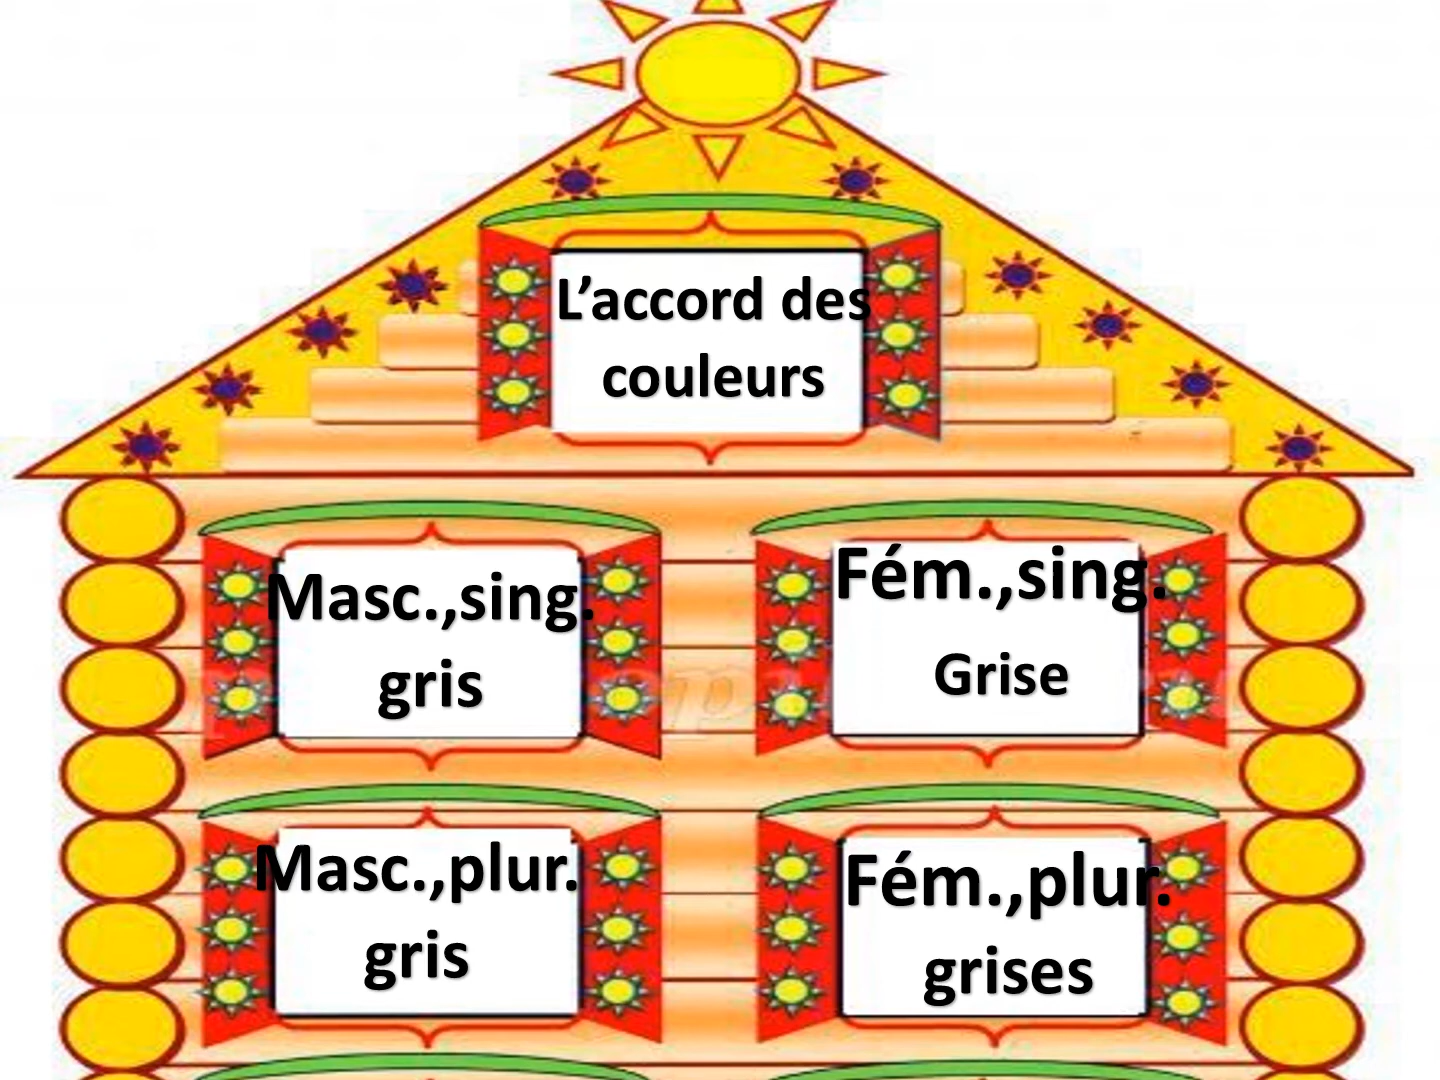 L’accord des
couleurs
Masc.,sing.
gris
Fém.,sing.
Grise
Masc.,plur.
gris
Fém.,plur.
grises